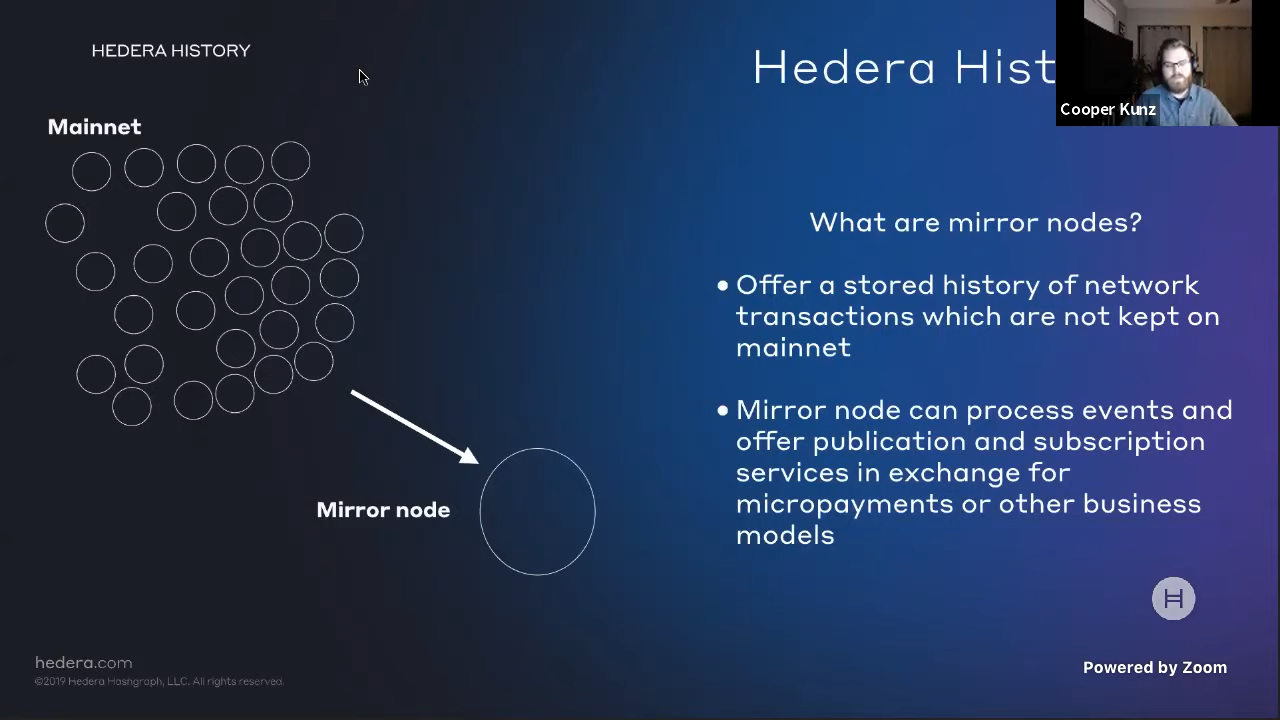 HEDERA HISTORY
Hedera Hist
Cooper Kunz
Mainnet
What are mirror nodes?
• Offer a stored history of network
transactions which are not kept on
mainnet
• Mirror node can process events and
offer publication and subscription
services in exchange for
micropayments or other business
models
Mirror node
hedera.com
©2019 Hedera Hashgraph, LLC. All rights reserved.
Powered by Zoom